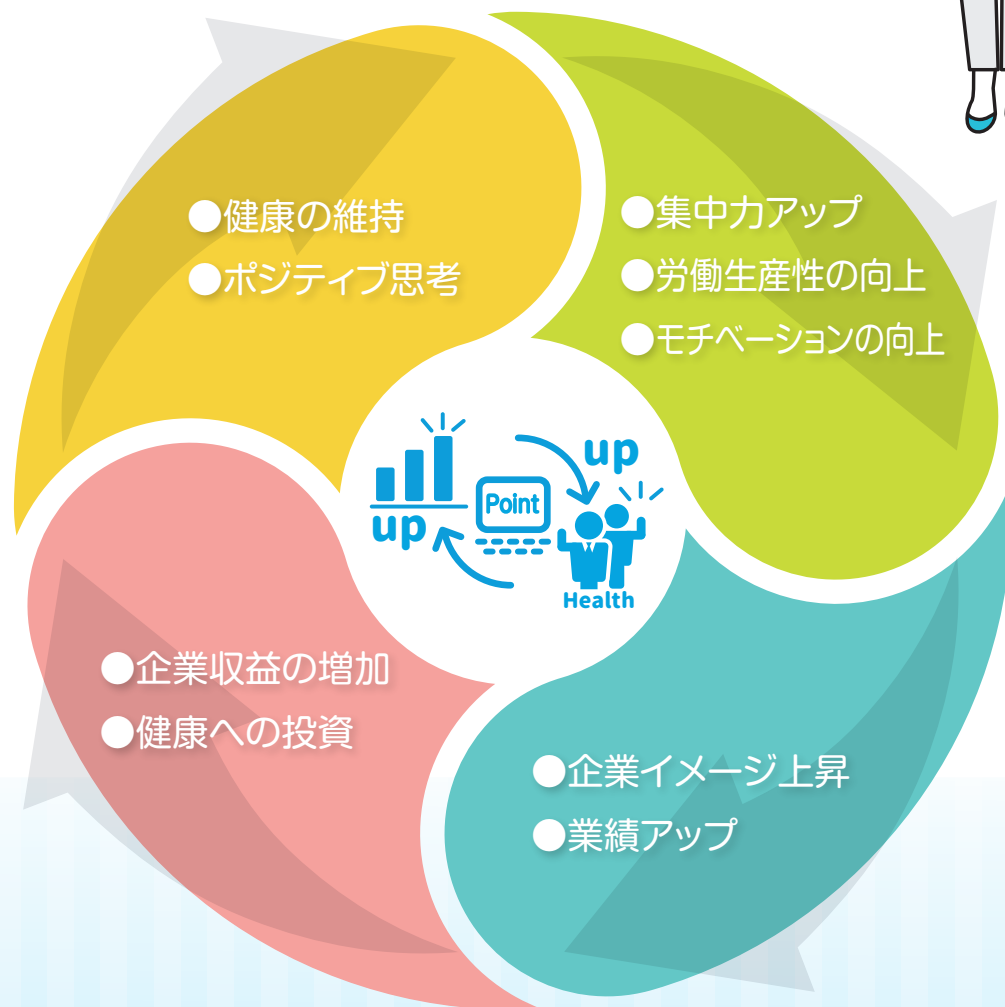 ●健康の維持
●ポジティブ思考
●集中力アップ
●労働生産性の向上
●モチベーションの向上
up
Point
up
Health
●企業収益の増加
●健康への投資
●企業イメージ上昇
●業績アップ